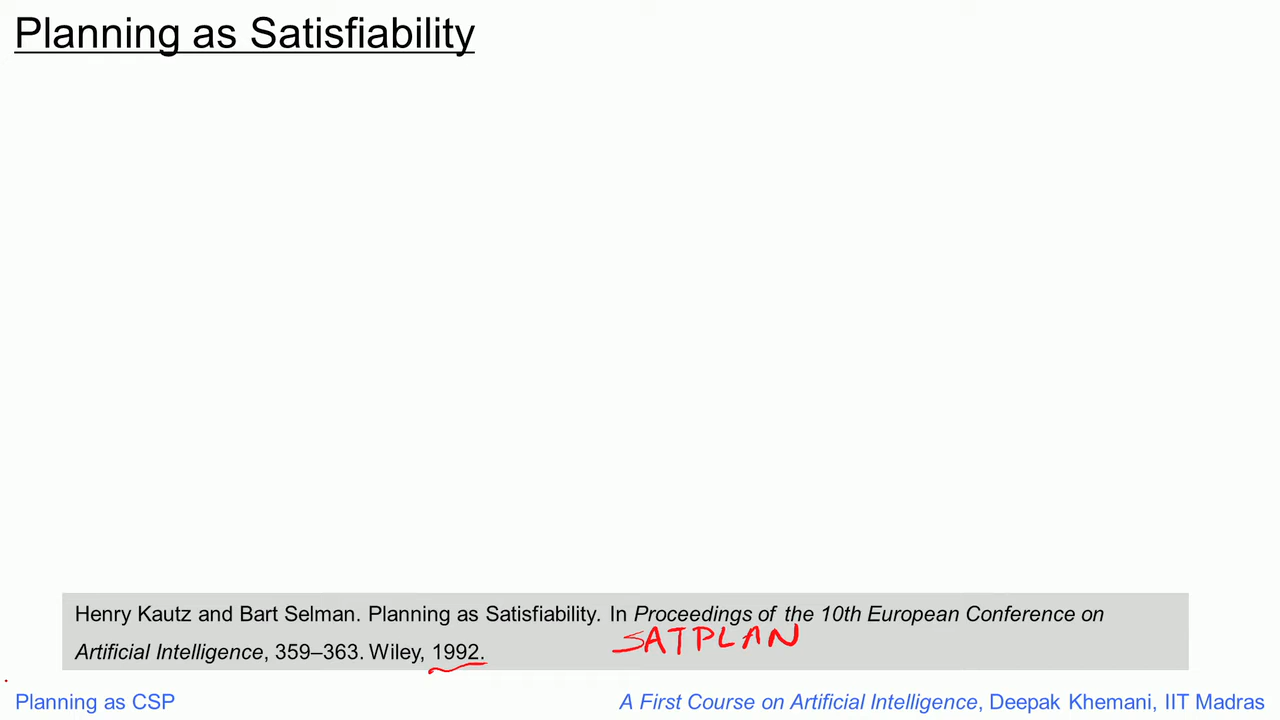 Planning as Satisfiability
Henry Kautz and Bart Selman. Planning as Satisfiability. In Proceedings of the 10th European Conference on
Artificial Intelligence, 359–363. Wiley, 1992.
SATPLAN
Planning as CSP
A First Course on Artificial Intelligence, Deepak Khemani, IIT Madras